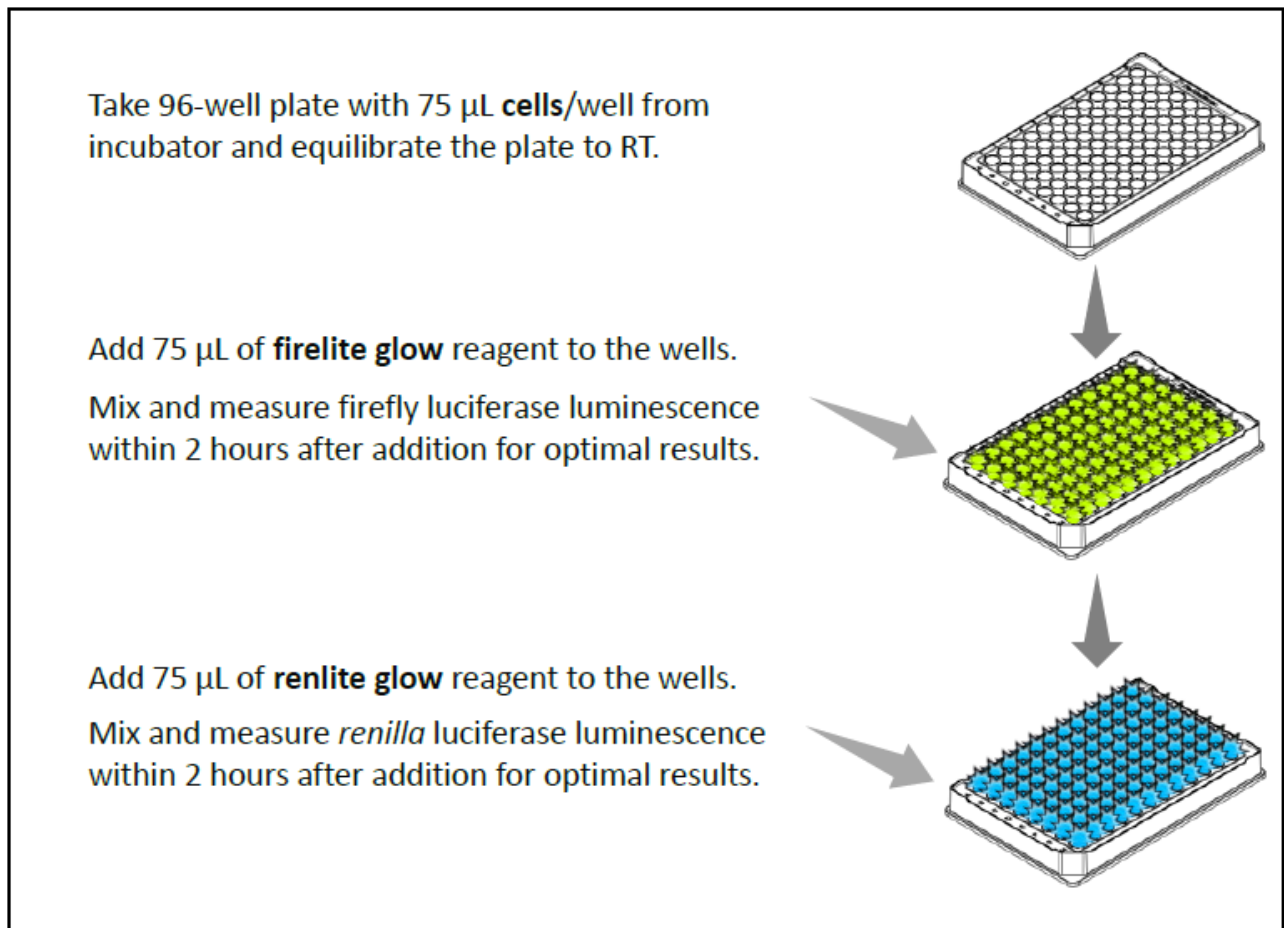 Take 96-well plate with 75 µL cells/well from
incubator and equilibrate the plate to RT.
Add 75 µL of firelite glow reagent to the wells.
Mix and measure firefly luciferase luminescence
within 2 hours after addition for optimal results.
Add 75 µL of renlite glow reagent to the wells.
Mix and measure renilla luciferase luminescence
within 2 hours after addition for optimal results.